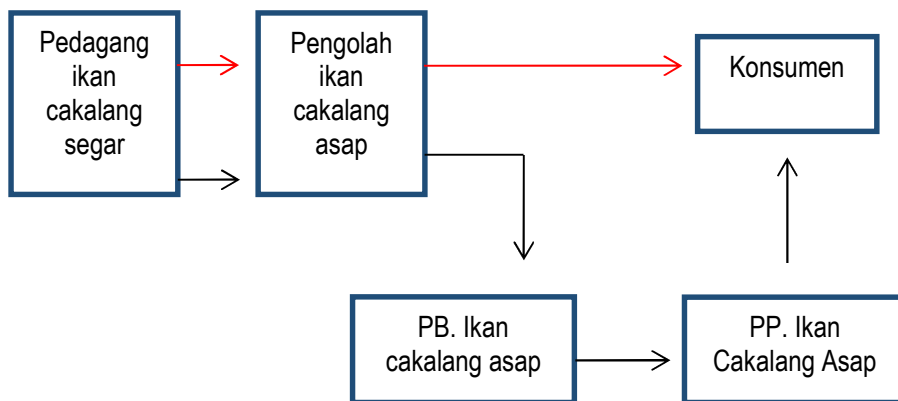 Pedagang
ikan
cakalang
segar
Pengolah
ikan
cakalang
asap
Konsumen
PB. Ikan
cakalang asap
PP. Ikan
Cakalang Asap